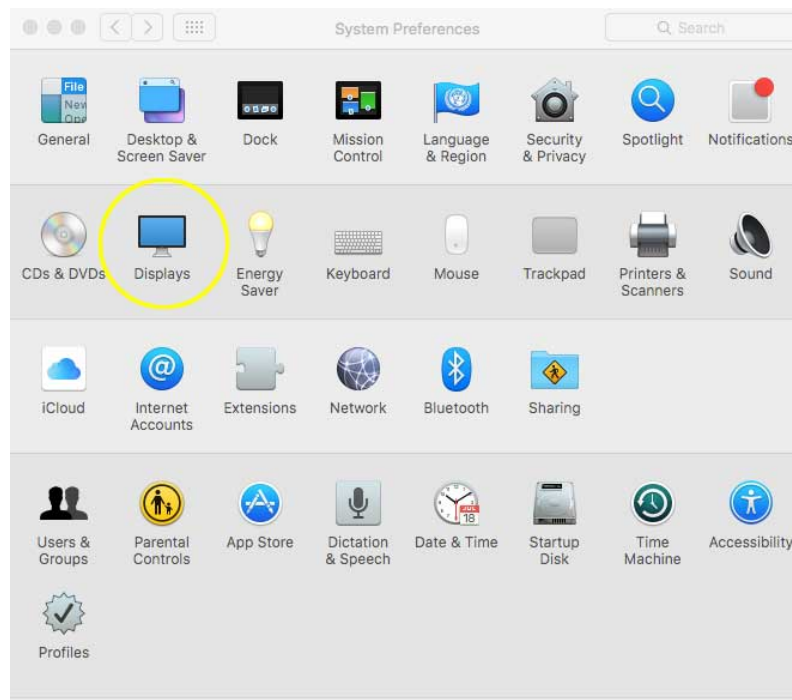 System Preferences
Search
File
New
Ope
General
Desktop &
Screen Saver
Dock
Mission
Control
Language
& Region
Security
& Privacy
Spotlight
Notifications
CDs & DVDs
Displays
Energy
Saver
Keyboard
Mouse
Trackpad
Printers &
Scanners
Sound
iCloud
@
Internet
Accounts
Extensions
Network
Bluetooth
Sharing
Users &
Groups
Parental
Controls
App Store
Dictation
& Speech
JUL
18
Date & Time
Startup
Disk
Time
Machine
Accessibility
Profiles